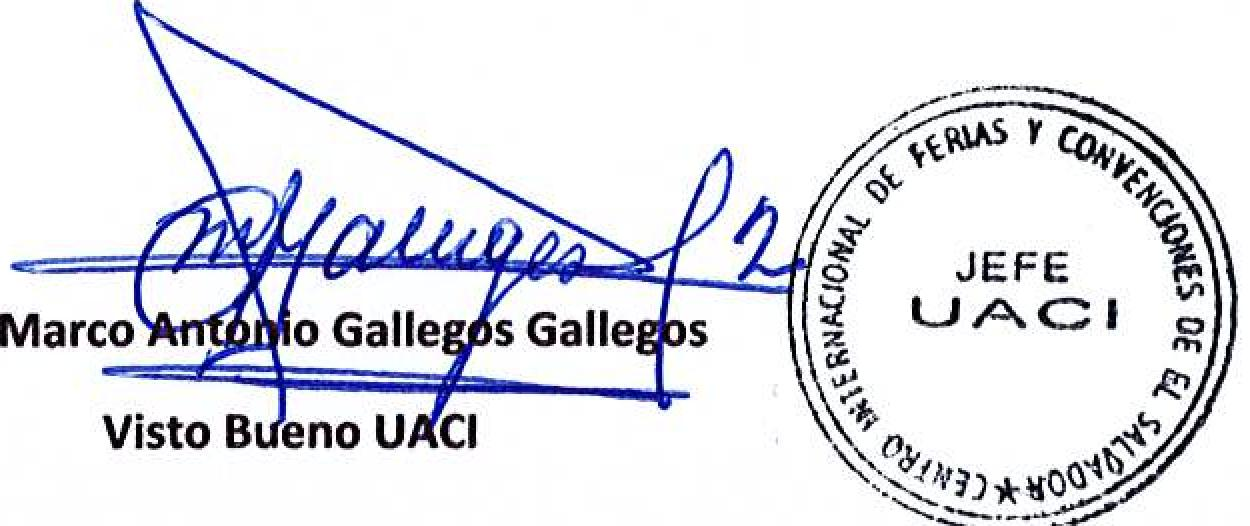 Marco Antonio Gallegos Gallegos
Visto Bueno UACI
CENTRO INTERNACIONAL DE FERIAS Y CONVENCIONES DE EL SALVADOR
JEFE
UACI